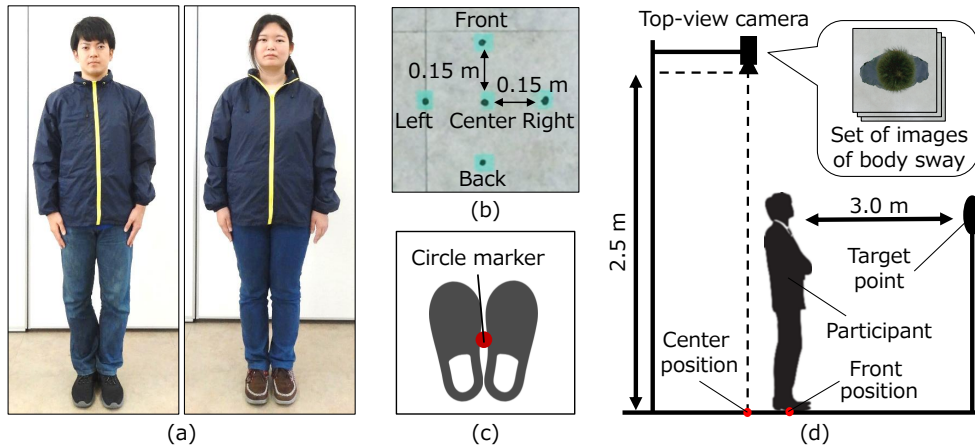 (a)
Front
0.15 m
0.15 m
Left
Center
Right
Back
(b)
Circle marker
(c)
Top-view camera
Set of images
of body sway
2.5 m
3.0 m
Target
point
Participant
Center
position
Front
position
(d)